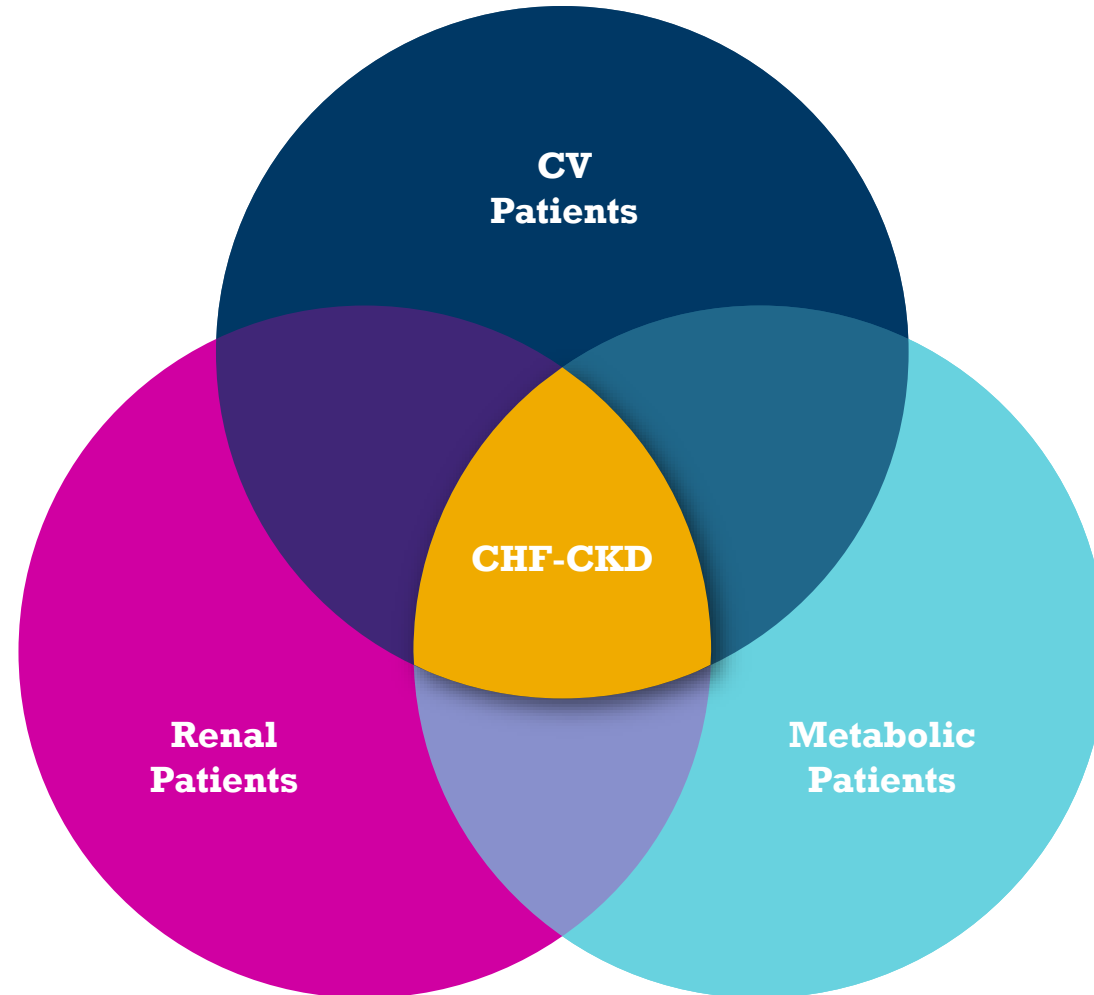 CV
Patients
CHF-CKD
Renal
Patients
Metabolic
Patients